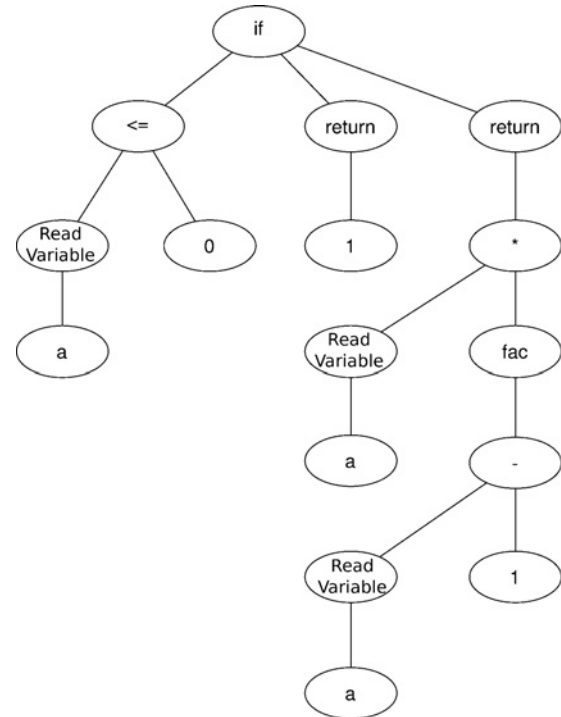 if
<=
return
return
Read
Variable
0
1
*
a
Read
Variable
fac
a
-
Read
Variable
1
a